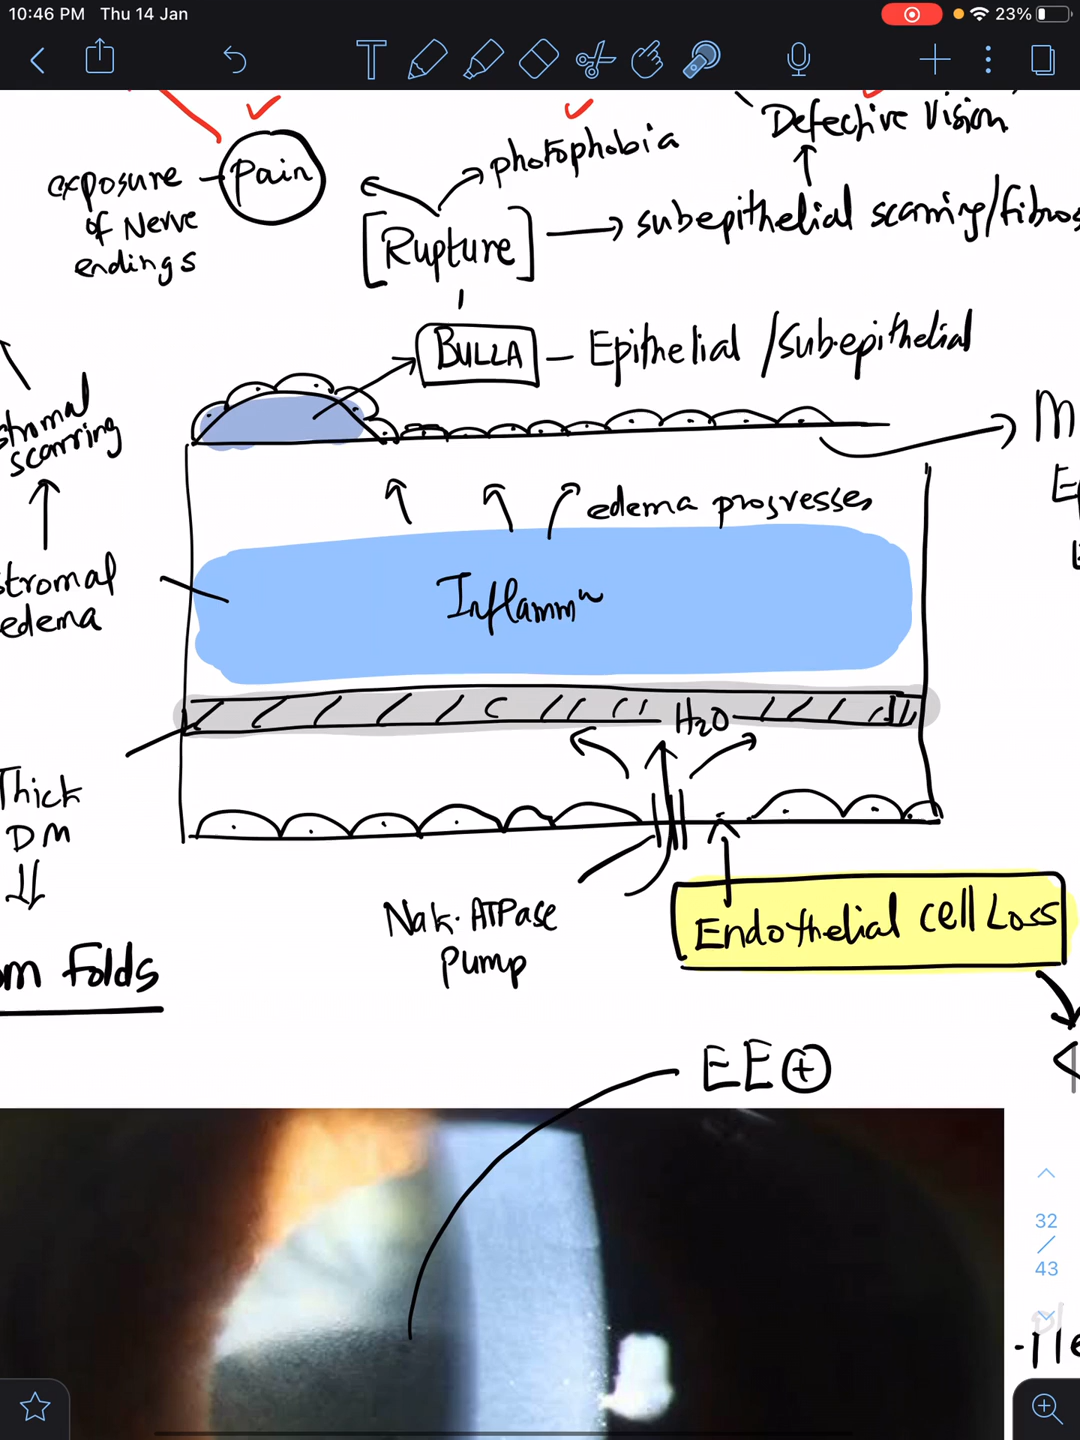 10:46 PM Thu 14 Jan
23%
Defective Vision
photophobia
exposure
of Nerve
endings
Pain
[Rupture]
subepithelial scarring/fibros
BULLA
Epithelial /Subepithelial
stromal
scarring
M
E
edema progresses
stromal
edema
Inflammⁿ
H2O
Thick
DM
Nak.ATPase
Pump
Endothelial cell Loss
m folds
EE⊕
32
/
43